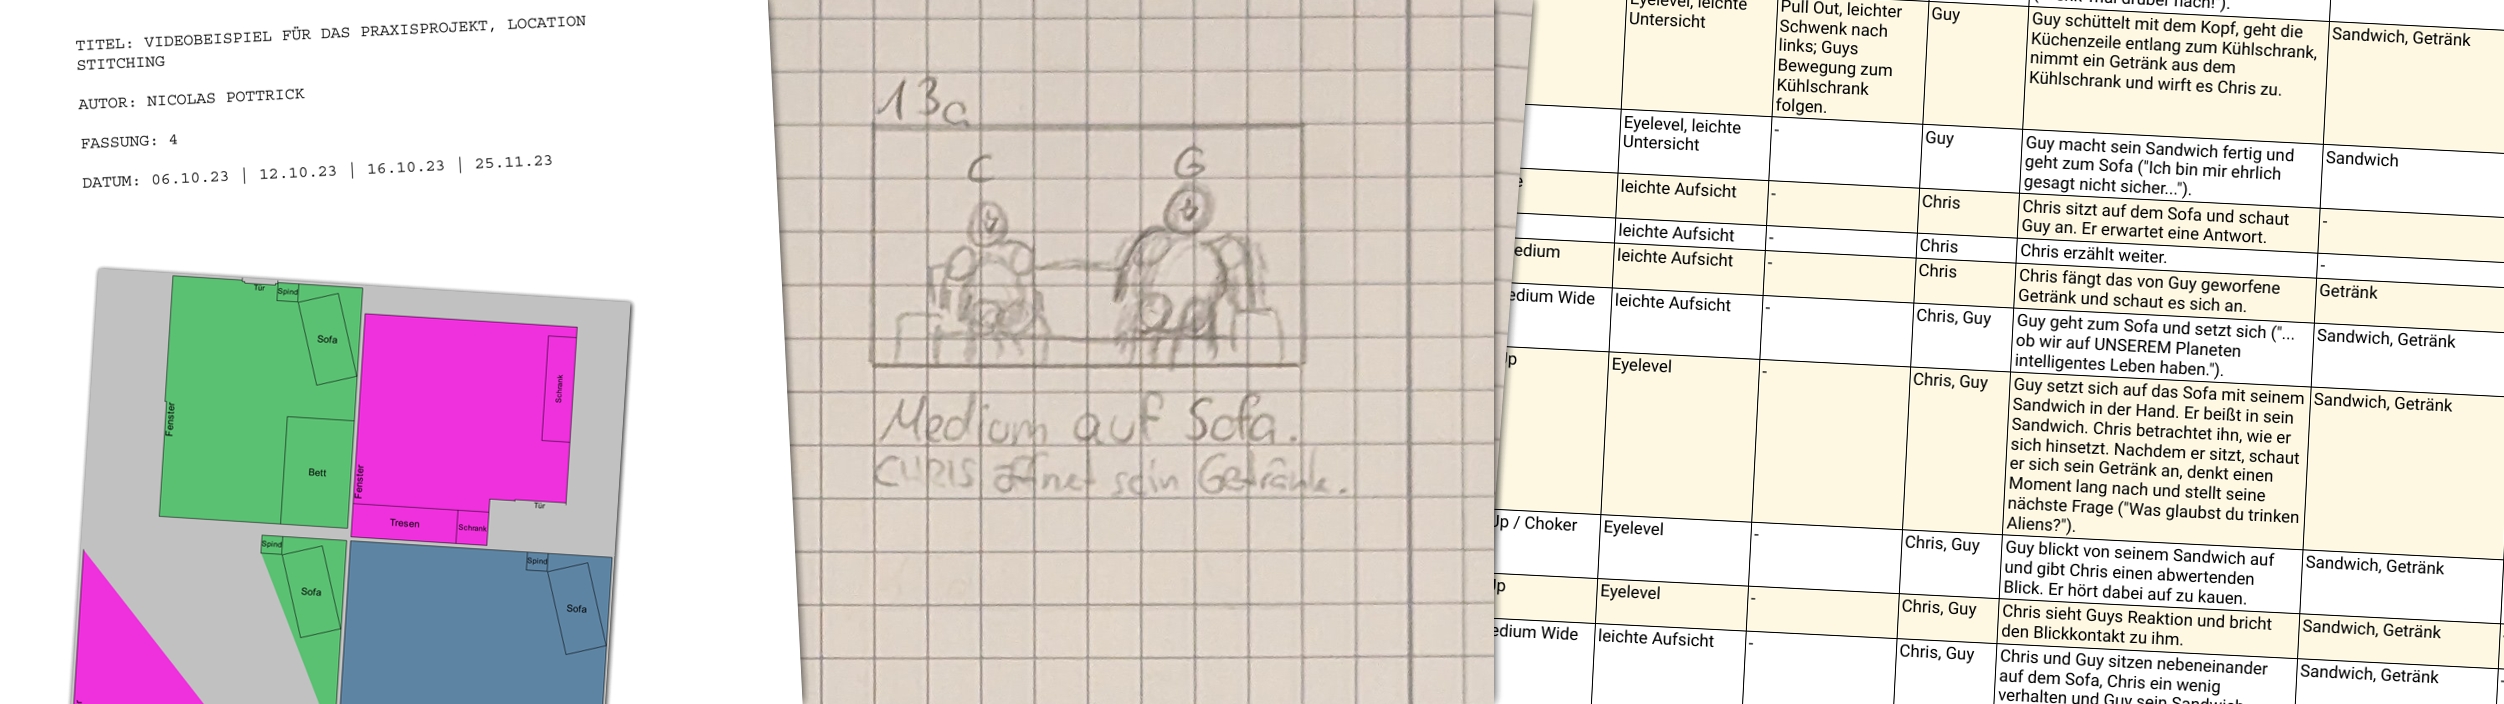 TITEL: VIDEOBEISPIEL FÜR DAS PRAXISPROJEKT, LOCATION
STITCHING
AUTOR: NICOLAS POTTRICK
FASSUNG: 4
DATUM: 06.10.23 | 12.10.23 | 16.10.23 | 25.11.23
Tür
Spind
Sofa
Fenster
Bett
Schrank
Fenster
Tresen
Schrank
Tür
Spind
Sofa
Spind
Sofa
13a
C G
Medium auf Sofa.
CHRIS öffnet sein Getränk.
Eyelevel, leichte
Untersicht
Pull Out, leichter
Schwenk nach
links; Guys
Bewegung zum
Kühlschrank
folgen.
Guy
Guy schüttelt mit dem Kopf, geht die
Küchenzeile entlang zum Kühlschrank,
nimmt ein Getränk aus dem
Kühlschrank und wirft es Chris zu.
Sandwich, Getränk
Eyelevel, leichte
Untersicht
-
Guy
Guy macht sein Sandwich fertig und
geht zum Sofa ("Ich bin mir ehrlich
gesagt nicht sicher...").
Sandwich
leichte Aufsicht
-
Chris
Chris sitzt auf dem Sofa und schaut
Guy an. Er erwartet eine Antwort.
-
leichte Aufsicht
-
Chris
Chris erzählt weiter.
-
edium
leichte Aufsicht
-
Chris
Chris fängt das von Guy geworfene
Getränk und schaut es sich an.
Getränk
edium Wide
leichte Aufsicht
-
Chris, Guy
Guy geht zum Sofa und setzt sich ("...
ob wir auf UNSEREM Planeten
intelligentes Leben haben.").
Sandwich, Getränk
Up
Eyelevel
-
Chris, Guy
Guy setzt sich auf das Sofa mit seinem
Sandwich in der Hand. Er beißt in sein
Sandwich. Chris betrachtet ihn, wie er
sich hinsetzt. Nachdem er sitzt, schaut
er sich sein Getränk an, denkt einen
Moment lang nach und stellt seine
nächste Frage ("Was glaubst du trinken
Aliens?").
Sandwich, Getränk
Up / Choker
Eyelevel
-
Chris, Guy
Guy blickt von seinem Sandwich auf
und gibt Chris einen abwertenden
Blick. Er hört dabei auf zu kauen.
Sandwich, Getränk
Up
Eyelevel
-
Chris, Guy
Chris sieht Guys Reaktion und bricht
den Blickkontakt zu ihm.
Sandwich, Getränk
edium Wide
leichte Aufsicht
-
Chris, Guy
Chris und Guy sitzen nebeneinander
auf dem Sofa, Chris ein wenig
verhalten und Guy sein Sandwich
Sandwich, Getränk